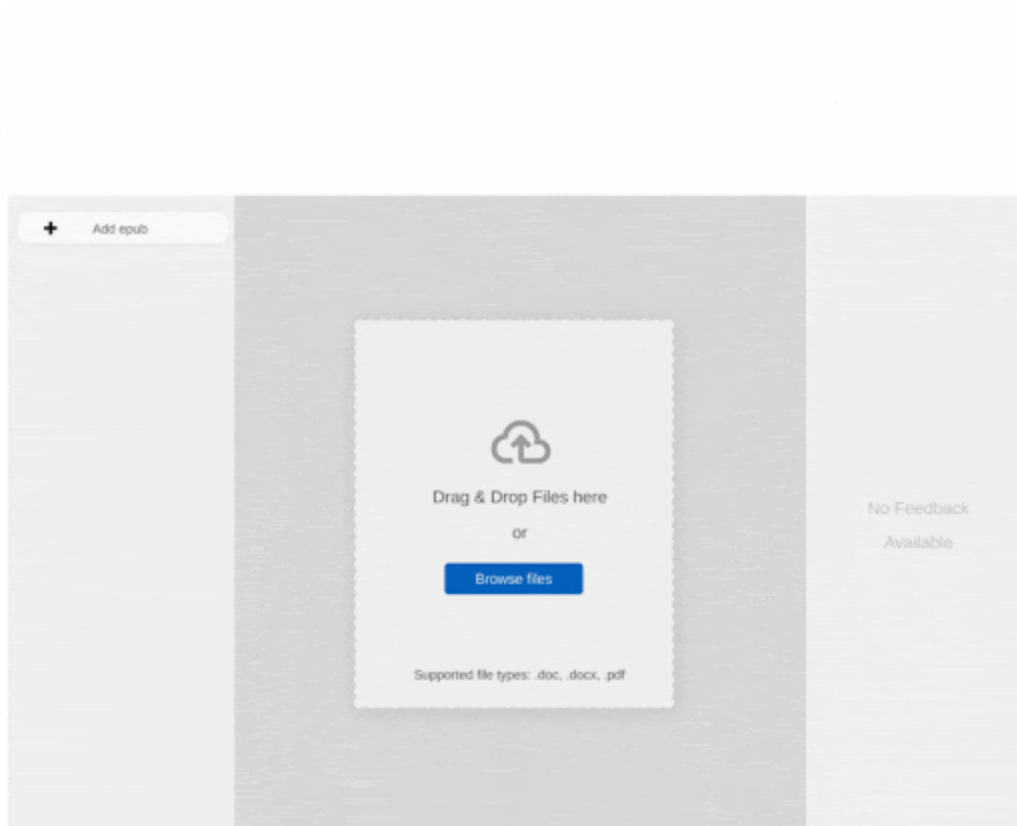 Add epub
Drag & Drop Files here
or
Browse files
Supported file types: .doc, .docx, .pdf
No Feedback
Available